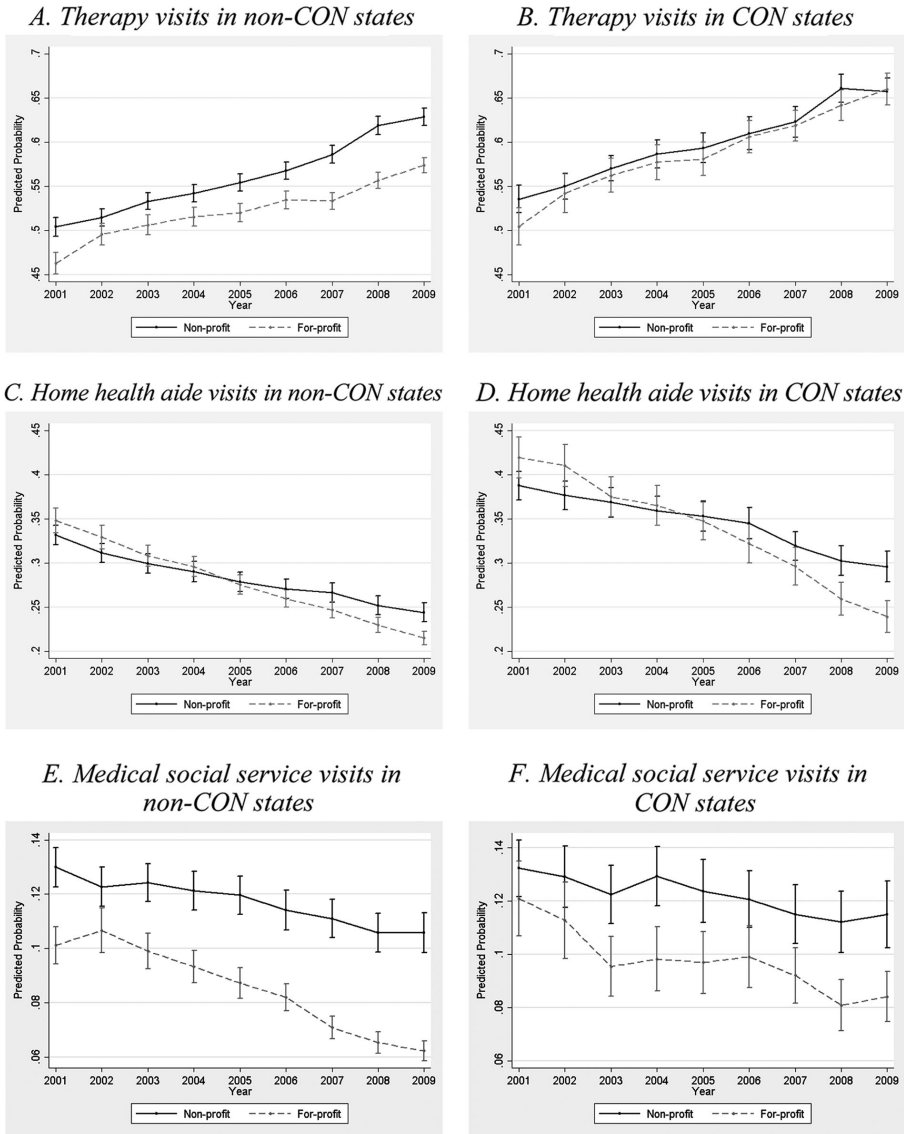 A. Therapy visits in non-CON states
B. Therapy visits in CON states
Predicted Probability
.7
.65
.6
.55
.5
.45
2001 2002 2003 2004 2005 2006 2007 2008 2009
Year
Non-profit For-profit
Predicted Probability
.7
.65
.6
.55
.5
.45
2001 2002 2003 2004 2005 2006 2007 2008 2009
Year
Non-profit For-profit
C. Home health aide visits in non-CON states
D. Home health aide visits in CON states
Predicted Probability
.45
.4
.35
.3
.25
.2
2001 2002 2003 2004 2005 2006 2007 2008 2009
Year
Non-profit For-profit
Predicted Probability
.45
.4
.35
.3
.25
.2
2001 2002 2003 2004 2005 2006 2007 2008 2009
Year
Non-profit For-profit
E. Medical social service visits in
non-CON states
F. Medical social service visits in
CON states
Predicted Probability
.14
.12
.1
.08
.06
2001 2002 2003 2004 2005 2006 2007 2008 2009
Year
Non-profit For-profit
Predicted Probability
.14
.12
.1
.08
.06
2001 2002 2003 2004 2005 2006 2007 2008 2009
Year
Non-profit For-profit